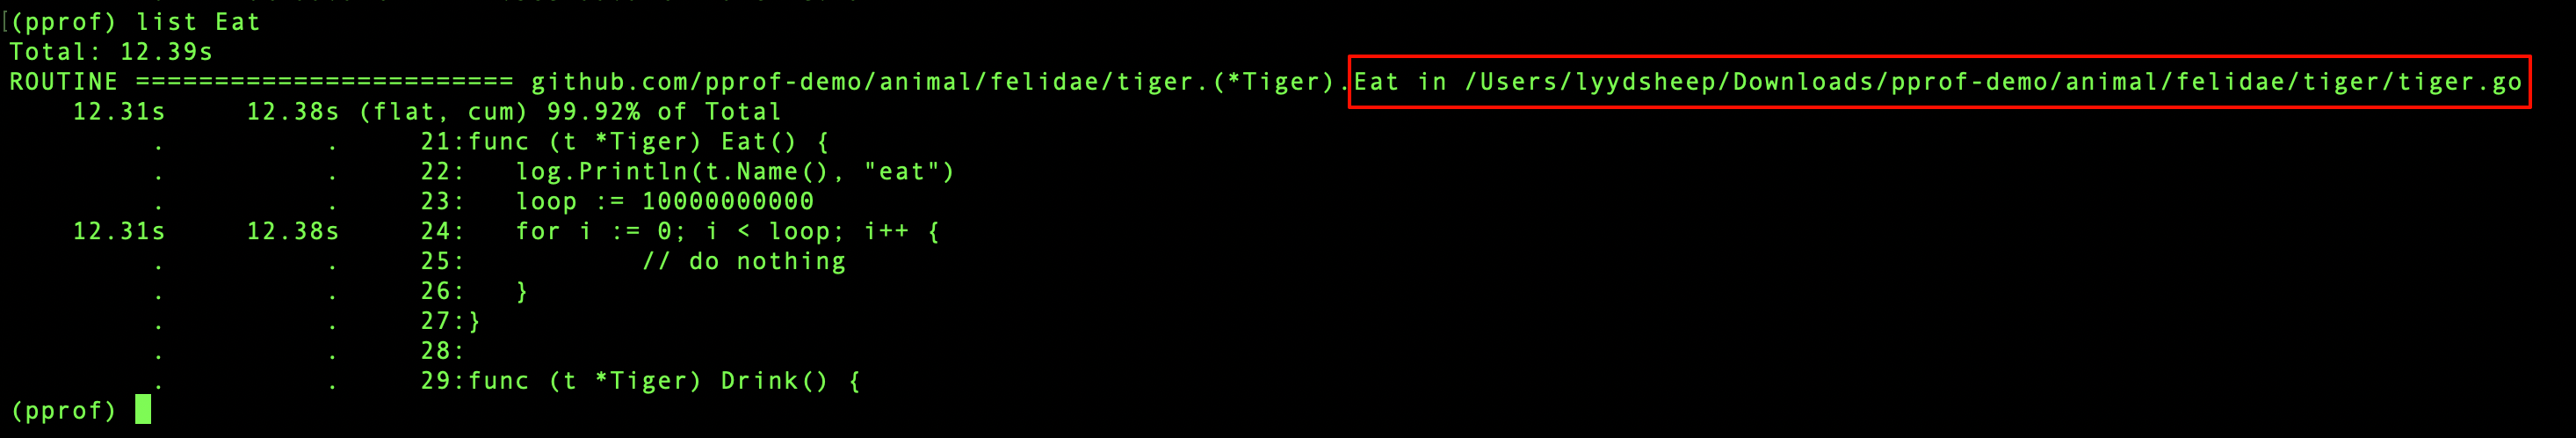 (pprof) list Eat
Total: 12.39s
ROUTINE ======================== github.com/pprof-demo/animal/felidae/tiger.(*Tiger).Eat in /Users/lyydsheep/Downloads/pprof-demo/animal/felidae/tiger/tiger.go
    12.31s     12.38s (flat, cum) 99.92% of Total
         .          .     21:func (t *Tiger) Eat() {
         .          .     22:   log.Println(t.Name(), "eat")
         .          .     23:   loop := 10000000000
    12.31s     12.38s     24:   for i := 0; i < loop; i++ {
         .          .     25:           // do nothing
         .          .     26:   }
         .          .     27:}
         .          .     28:
         .          .     29:func (t *Tiger) Drink() {
(pprof)